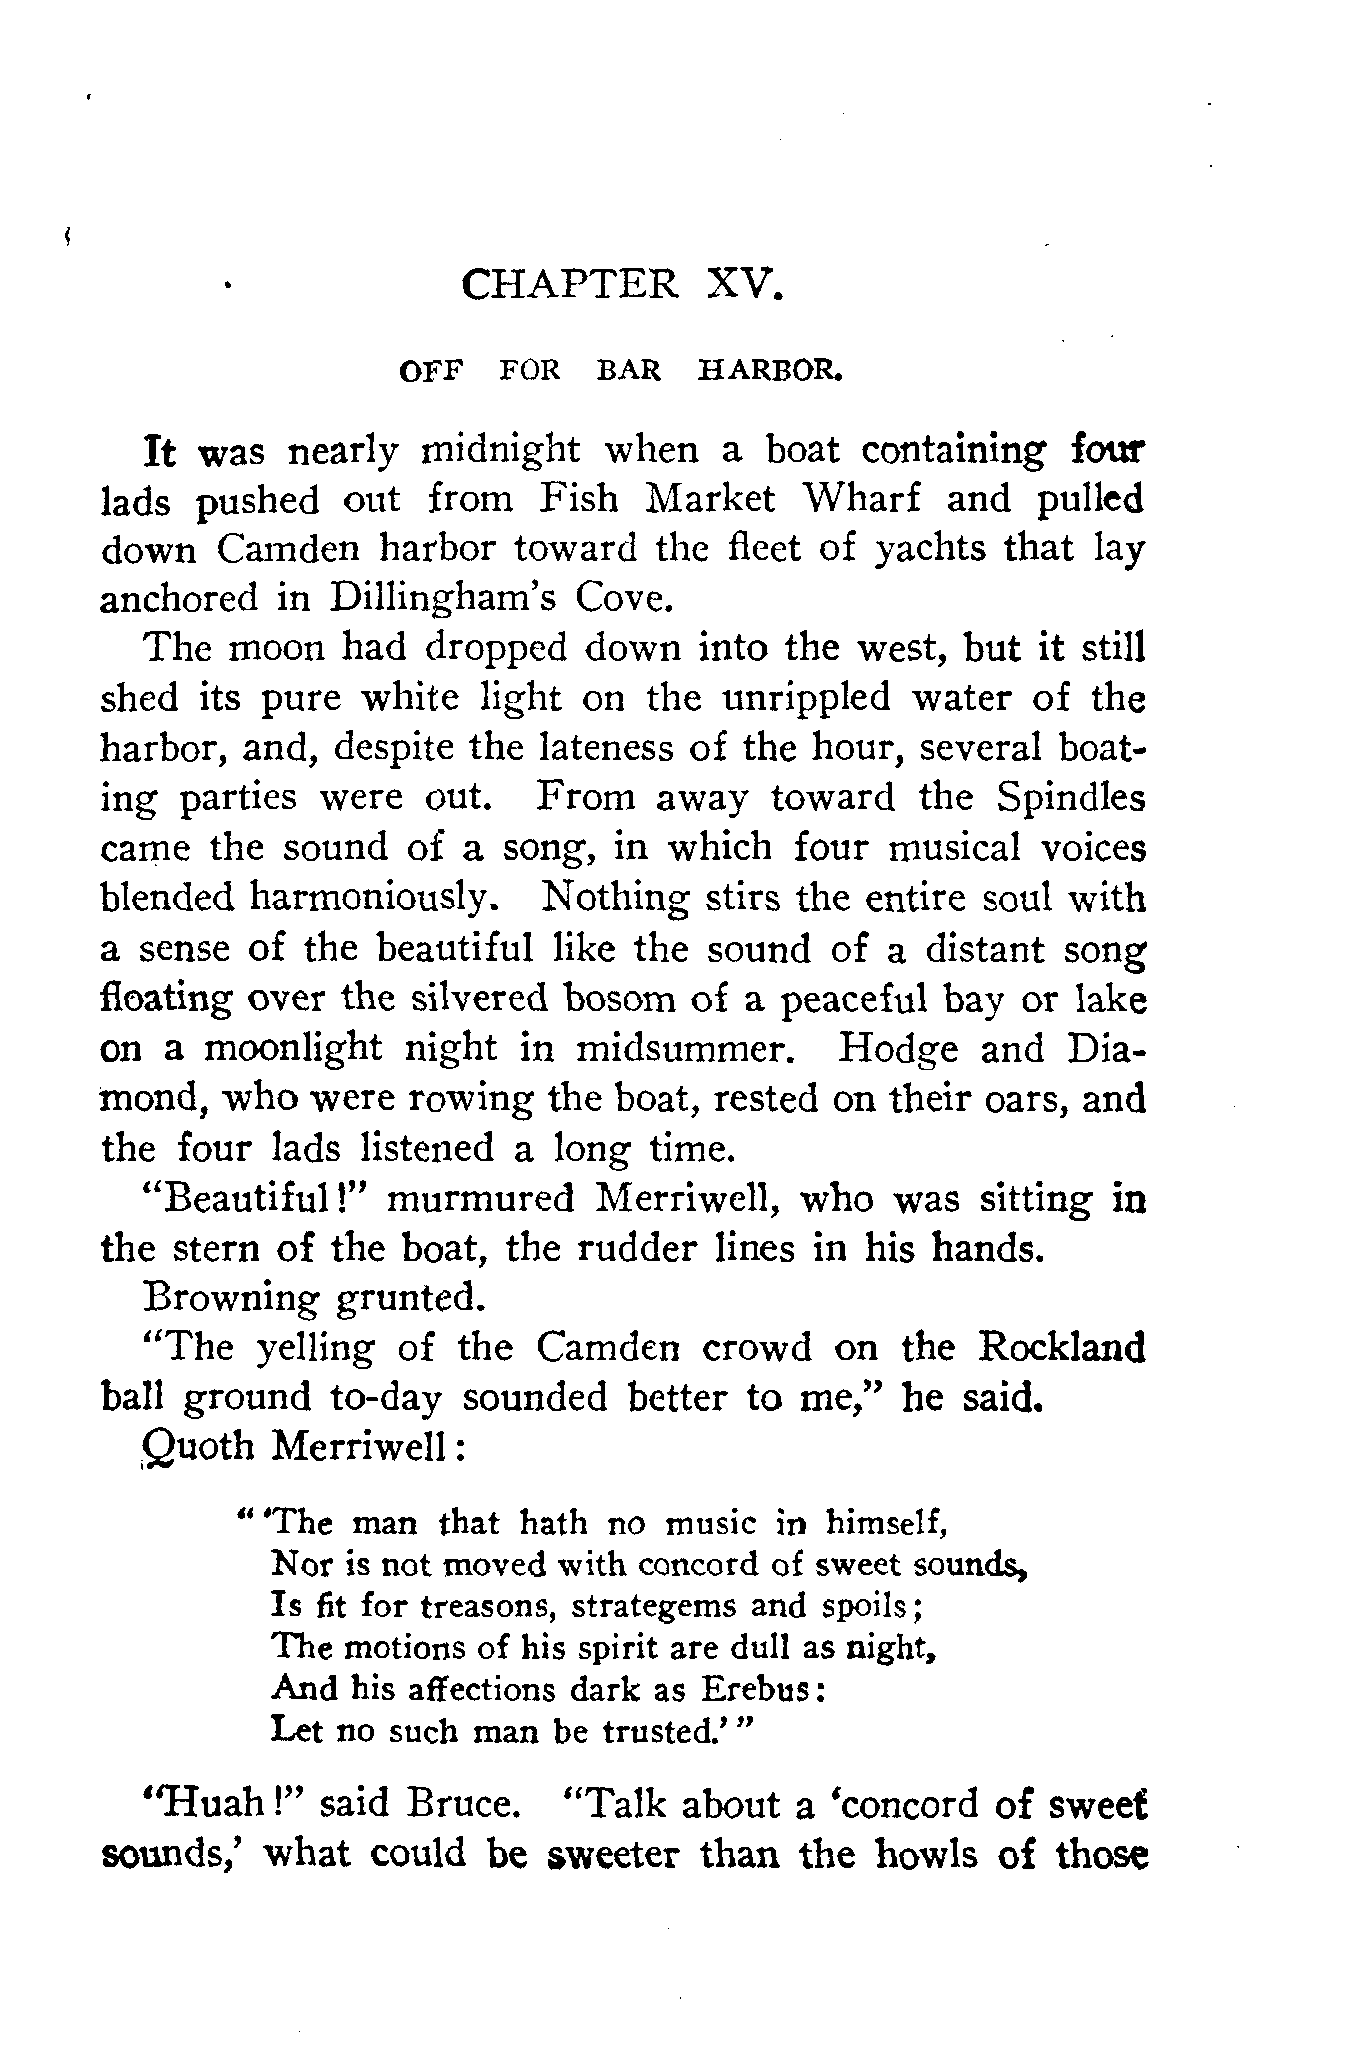 CHAPTER XV.
OFF FOR BAR HARBOR.
It was nearly midnight when a boat containing four
lads pushed out from Fish Market Wharf and pulled
down Camden harbor toward the fleet of yachts that lay
anchored in Dillingham's Cove.
The moon had dropped down into the west, but it still
shed its pure white light on the unrippled water of the
harbor, and, despite the lateness of the hour, several boat-
ing parties were out. From away toward the Spindles
came the sound of a song, in which four musical voices
blended harmoniously. Nothing stirs the entire soul with
a sense of the beautiful like the sound of a distant song
floating over the silvered bosom of a peaceful bay or lake
on a moonlight night in midsummer. Hodge and Dia-
mond, who were rowing the boat, rested on their oars, and
the four lads listened a long time.
"Beautiful!" murmured Merriwell, who was sitting in
the stern of the boat, the rudder lines in his hands.
Browning grunted.
"The yelling of the Camden crowd on the Rockland
ball ground to-day sounded better to me," he said.
Quoth Merriwell:
"'The man that hath no music in himself,
Nor is not moved with concord of sweet sounds,
Is fit for treasons, strategems and spoils;
The motions of his spirit are dull as night,
And his affections dark as Erebus:
Let no such man be trusted.'"
"Huah!" said Bruce. "Talk about a 'concord of sweet
sounds,' what could be sweeter than the howls of those